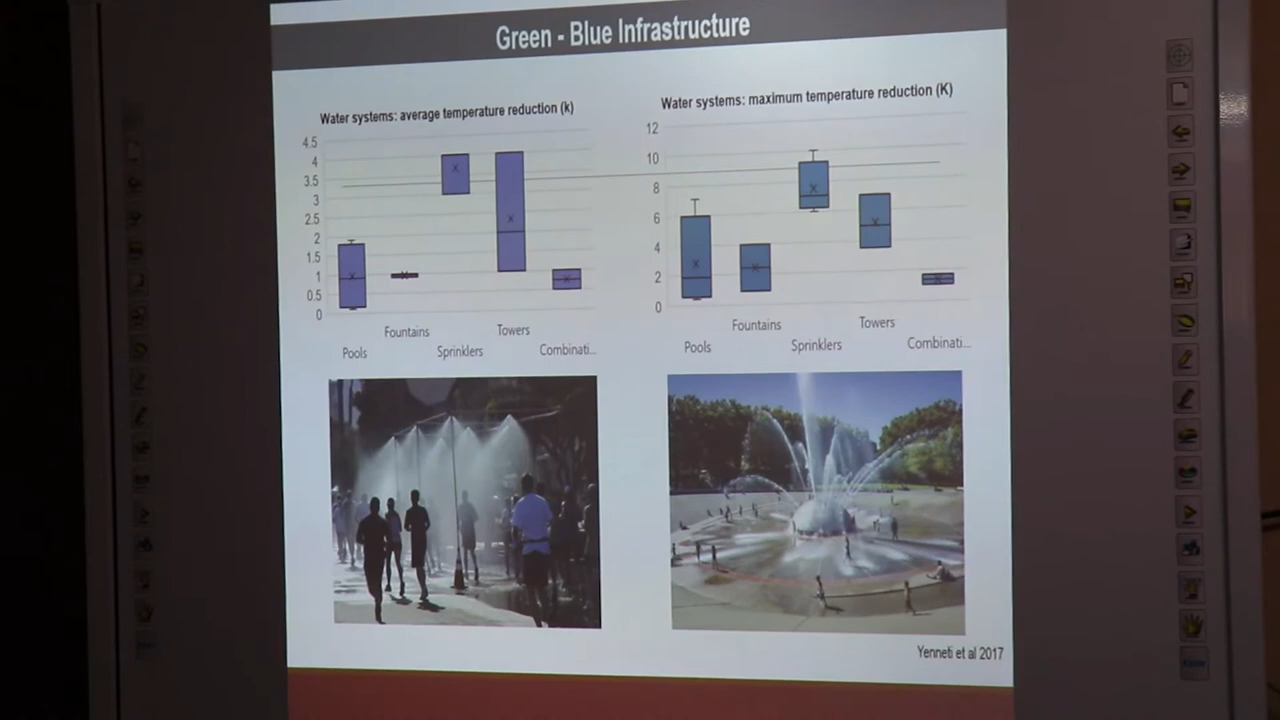 Green - Blue Infrastructure
Water systems: average temperature reduction (k)
4.5
4
3.5
3
2.5
2
1.5
1
0.5
0
Pools
Fountains
Sprinklers
Towers
Combinati...
Water systems: maximum temperature reduction (K)
12
10
8
6
4
2
0
Pools
Fountains
Sprinklers
Towers
Combinati...
Yenneti et al 2017